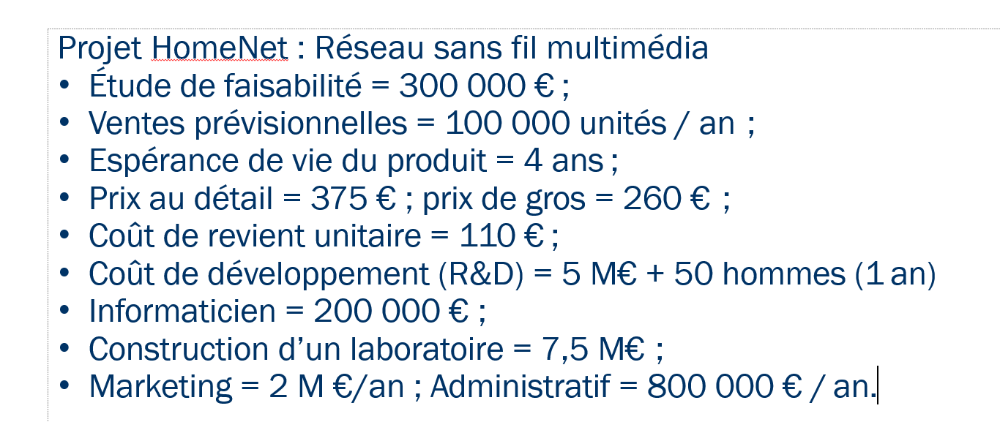 Projet HomeNet : Réseau sans fil multimédia
• Étude de faisabilité = 300 000 € ;
• Ventes prévisionnelles = 100 000 unités / an ;
• Espérance de vie du produit = 4 ans ;
• Prix au détail = 375 € ; prix de gros = 260 € ;
• Coût de revient unitaire = 110 € ;
• Coût de développement (R&D) = 5 M€ + 50 hommes (1 an)
• Informaticien = 200 000 € ;
• Construction d’un laboratoire = 7,5 M€ ;
• Marketing = 2 M €/an ; Administratif = 800 000 € / an.